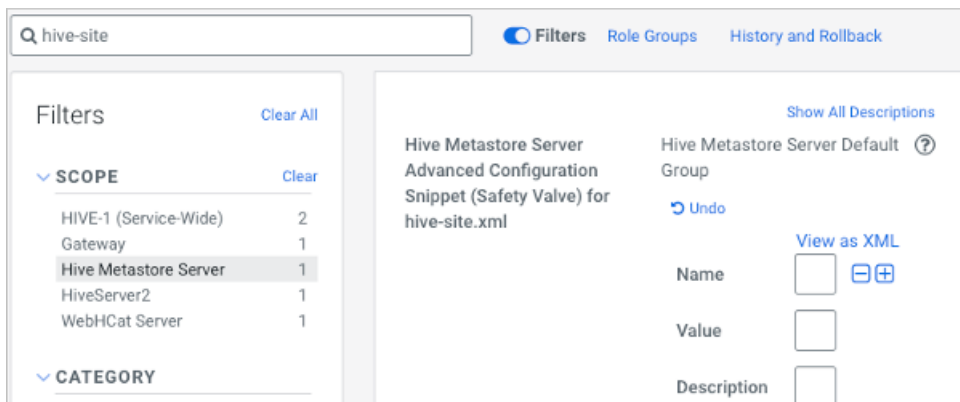 hive-site
Filters Role Groups History and Rollback
Filters Clear All
SCOPE Clear
HIVE-1 (Service-Wide) 2
Gateway 1
Hive Metastore Server 1
HiveServer2 1
WebHCat Server 1
CATEGORY
Show All Descriptions
Hive Metastore Server
Advanced Configuration
Snippet (Safety Valve) for
hive-site.xml
Hive Metastore Server Default
Group
Undo
View as XML
Name
Value
Description